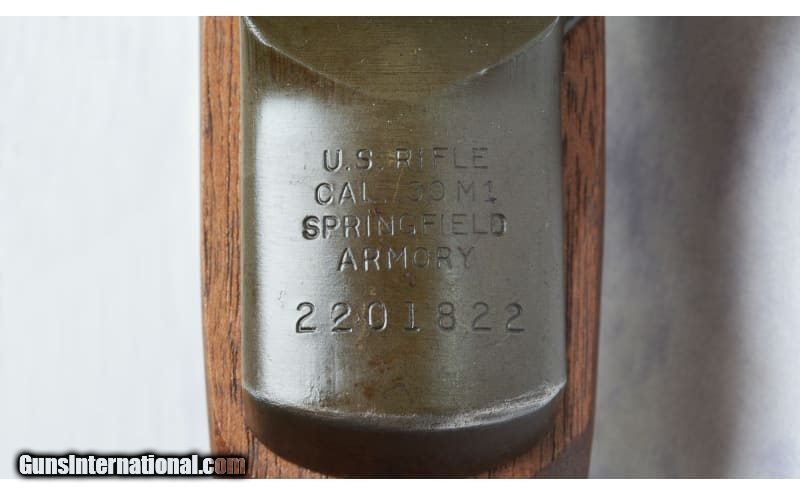 U.S. RIFLE
CAL. .30 M1
SPRINGFIELD
ARMORY
2201822
GunsInternational.com